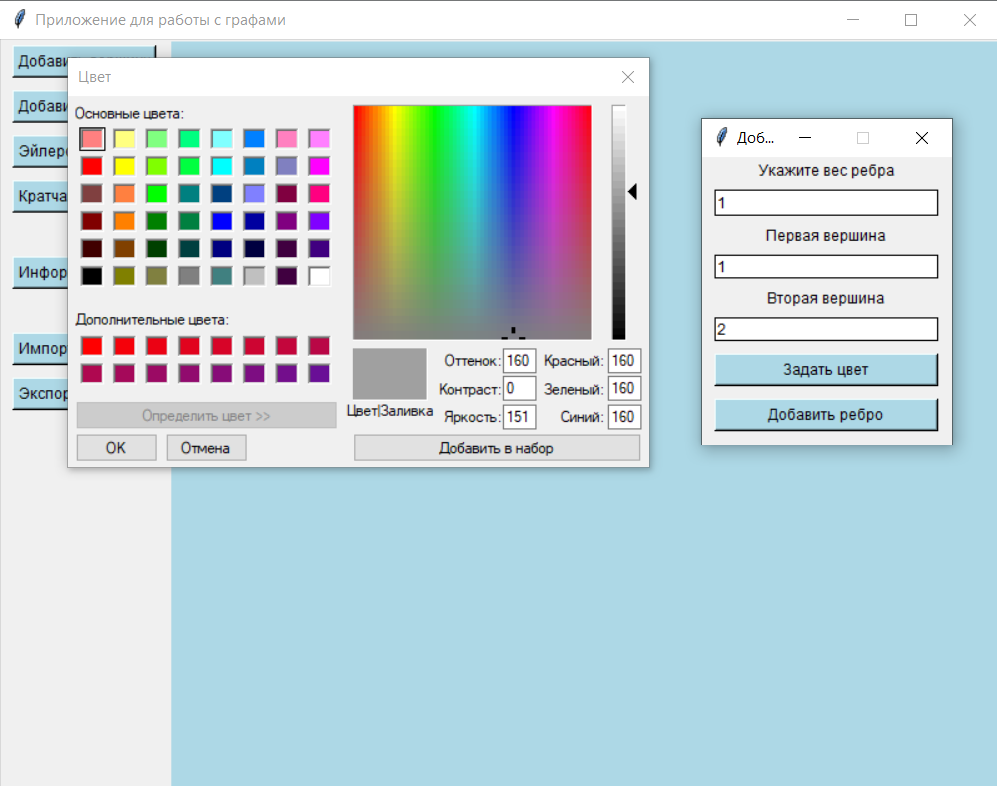 Приложение для работы с графами
Добавить
Добави
Эйлеро
Кратча
Инфор
Импор
Экспор
Цвет
Основные цвета:
Дополнительные цвета:
Определить цвет >>
OK
Отмена
Цвет|Заливка
Оттенок: 160
Контраст: 0
Яркость: 151
Красный: 160
Зеленый: 160
Синий: 160
Добавить в набор
Доб...
Укажите вес ребра
1
Первая вершина
1
Вторая вершина
2
Задать цвет
Добавить ребро